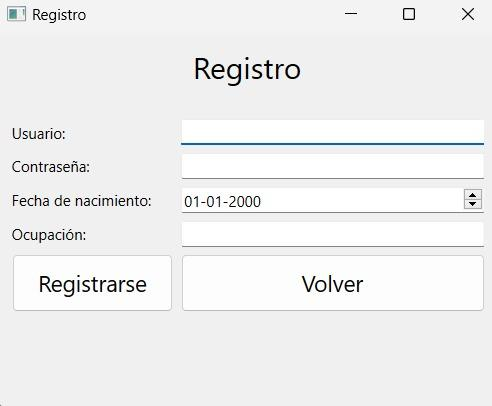 Registro
Registro
Usuario:
Contraseña:
Fecha de nacimiento: 01-01-2000
Ocupación:
Registrarse Volver